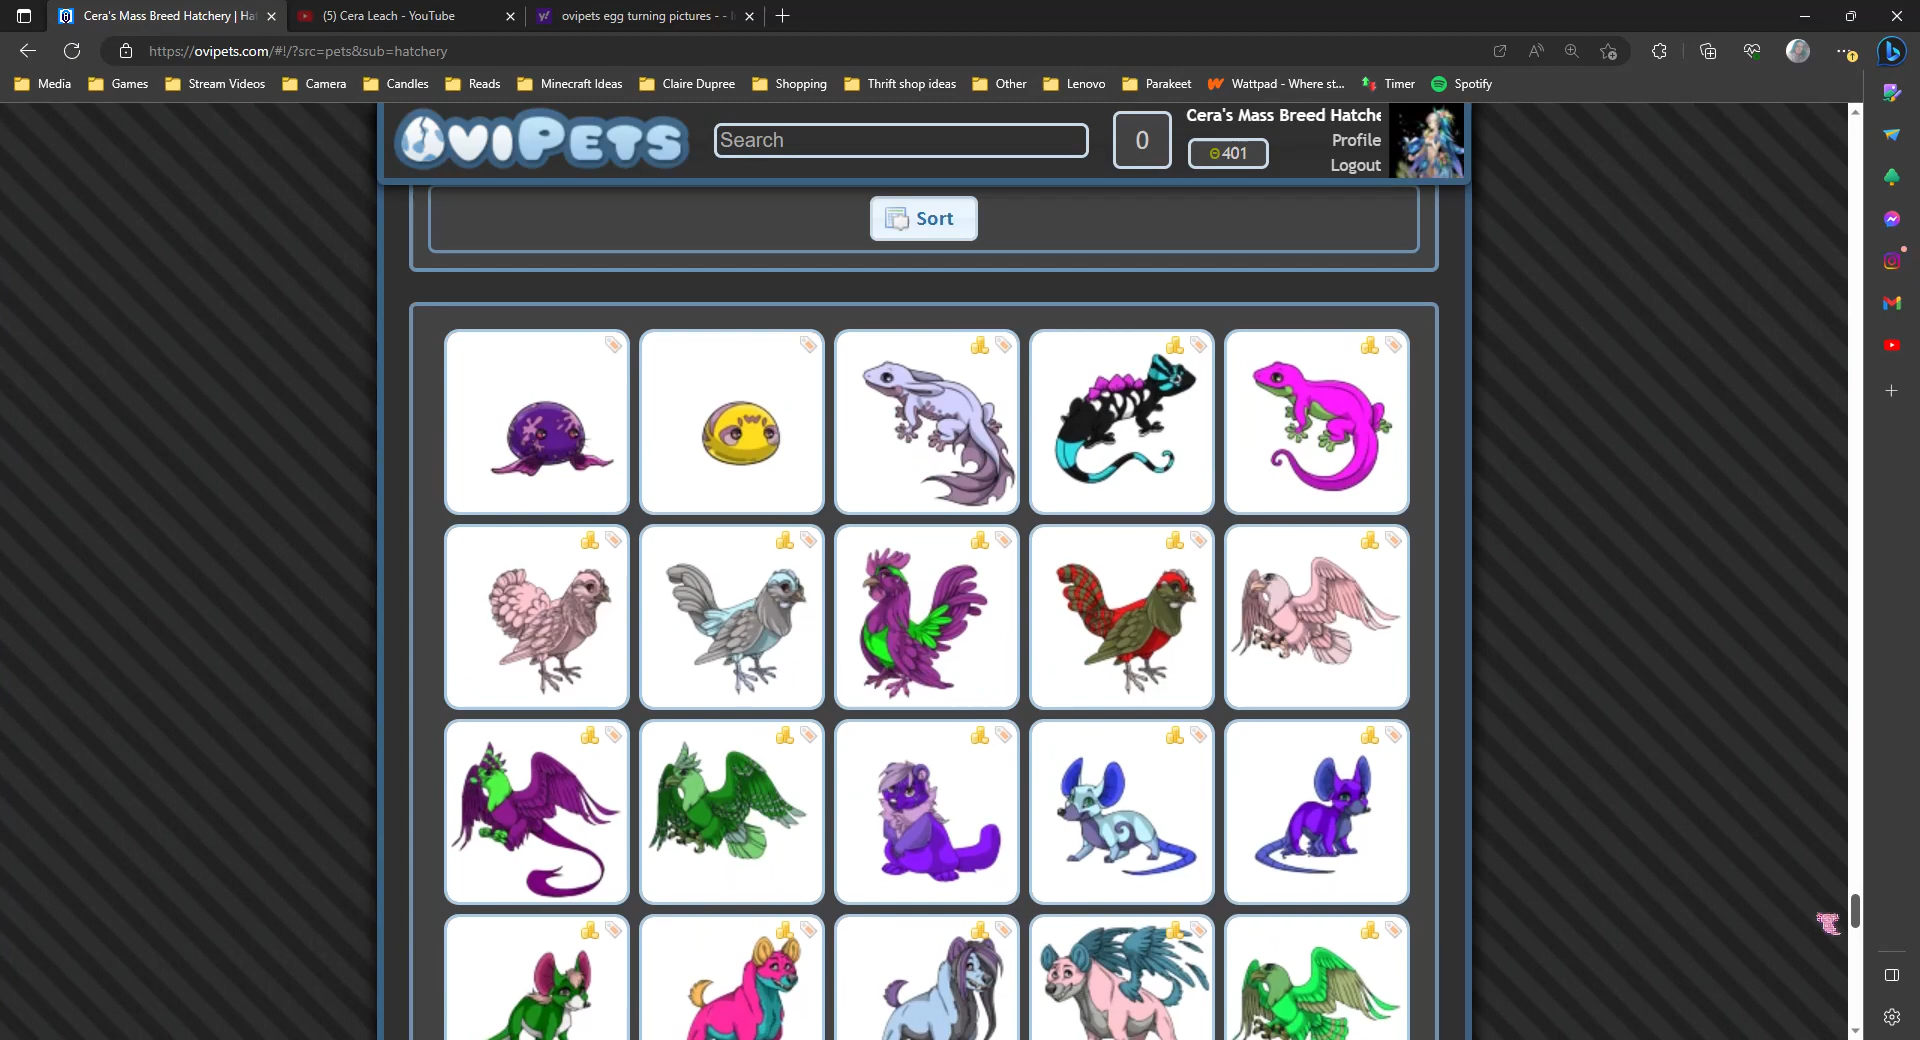 Cera's Mass Breed Hatchery | Ha
(5) Cera Leach - YouTube
ovipets egg turning pictures - - I
https://ovipets.com/#!/?src=pets&sub=hatchery
Media
Games
Stream Videos
Camera
Candles
Reads
Minecraft Ideas
Claire Dupree
Shopping
Thrift shop ideas
Other
Lenovo
Parakeet
Wattpad - Where st...
Timer
Spotify
OviPets
Search
0
Cera's Mass Breed Hatche
401
Profile
Logout
Sort